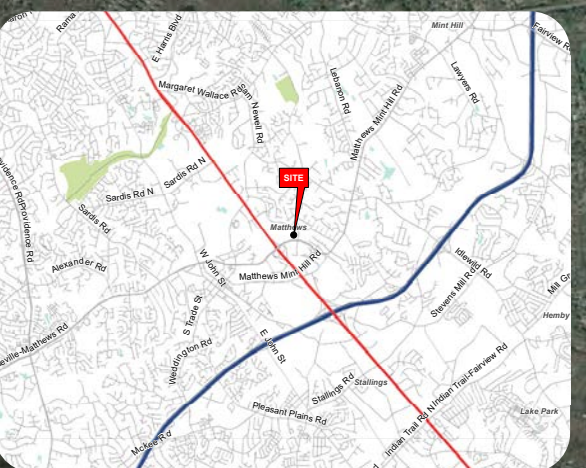 Rama
E Harris Blvd
Mint Hill
Fairview Rd
Margaret Wallace Rd
Sam Newell Rd
Lebanon Rd
Lawyers Rd
Matthews Mint Hill Rd
SITE
Sardis Rd N
Sardis Rd N
Sardis Rd
Providence Rd
Matthews
Alexander Rd
W John St
Matthews Mint Hill Rd
Idlewild Rd
Stevens Mill Rd
Mill Gr
Hemby
S Trade St
E John St
Weddington Rd
eville-Matthews Rd
Stallings Rd
Stallings
Indian Trail-Fairview Rd
Pleasant Plains Rd
Indian Trail Rd N
Lake Park
Mckee Rd